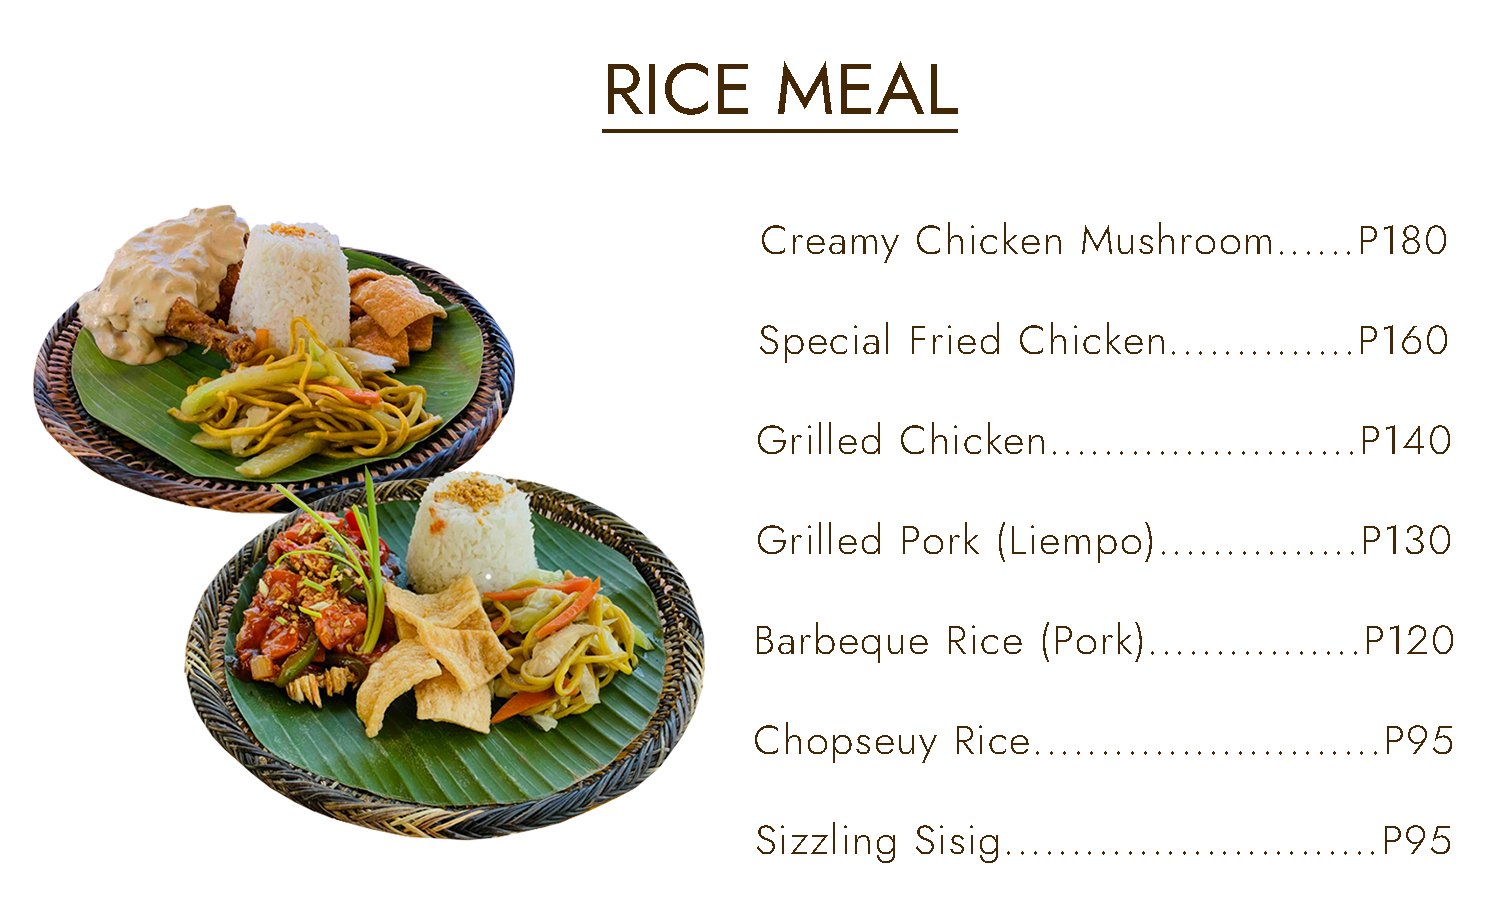 RICE MEAL
Creamy Chicken Mushroom......P180
Special Fried Chicken..............P160
Grilled Chicken.......................P140
Grilled Pork (Liempo)...............P130
Barbeque Rice (Pork)................P120
Chopseuy Rice..........................P95
Sizzling Sisig............................P95